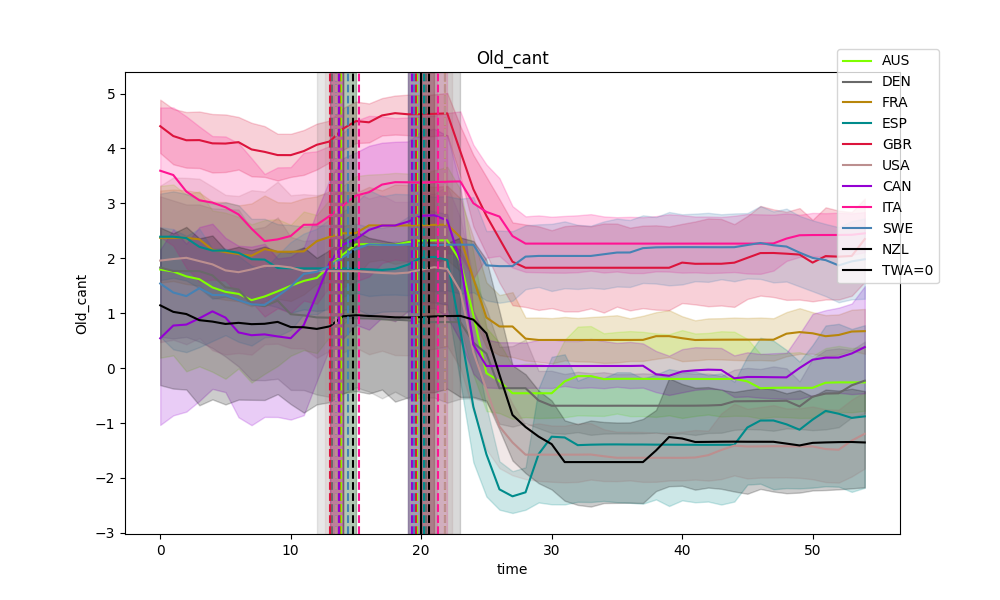 Old_cant
5
4
3
2
1
0
−1
−2
−3
Old_cant
0
10
20
30
40
50
time
AUS
DEN
FRA
ESP
GBR
USA
CAN
ITA
SWE
NZL
TWA=0